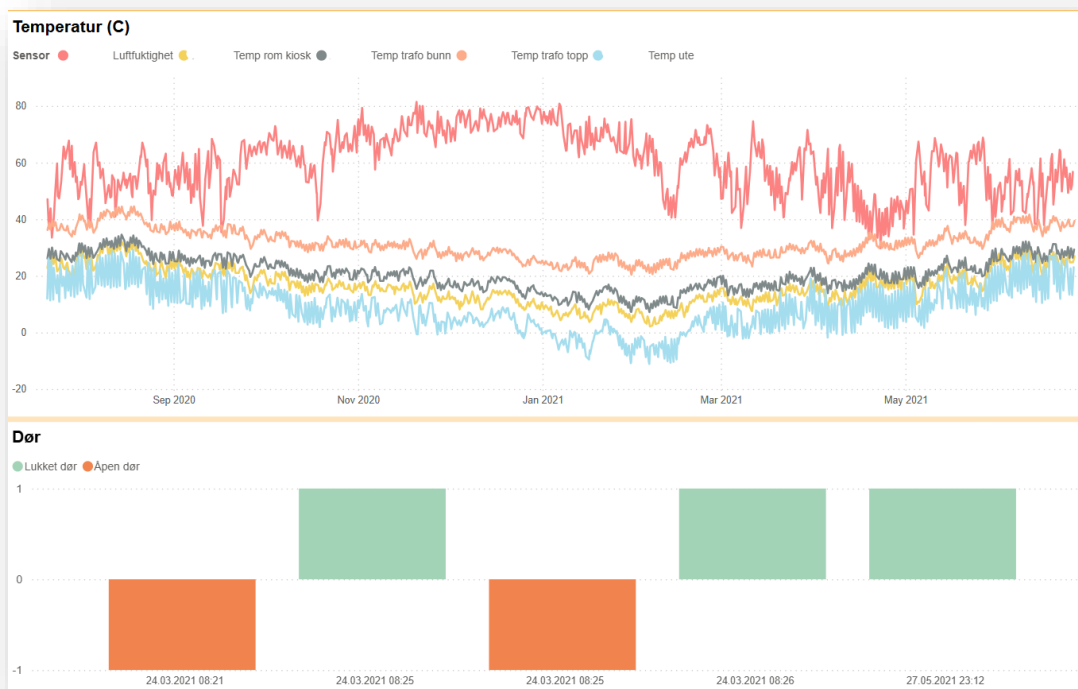 Temperatur (C)
Sensor Luftfuktighet . Temp rom kiosk Temp trafo bunn Temp trafo topp Temp ute
80
60
40
20
0
-20
Sep 2020 Nov 2020 Jan 2021 Mar 2021 May 2021
Dør
Lukket dør Åpen dør
1
0
-1
24.03.2021 08:21 24.03.2021 08:25 24.03.2021 08:25 24.03.2021 08:26 27.05.2021 23:12